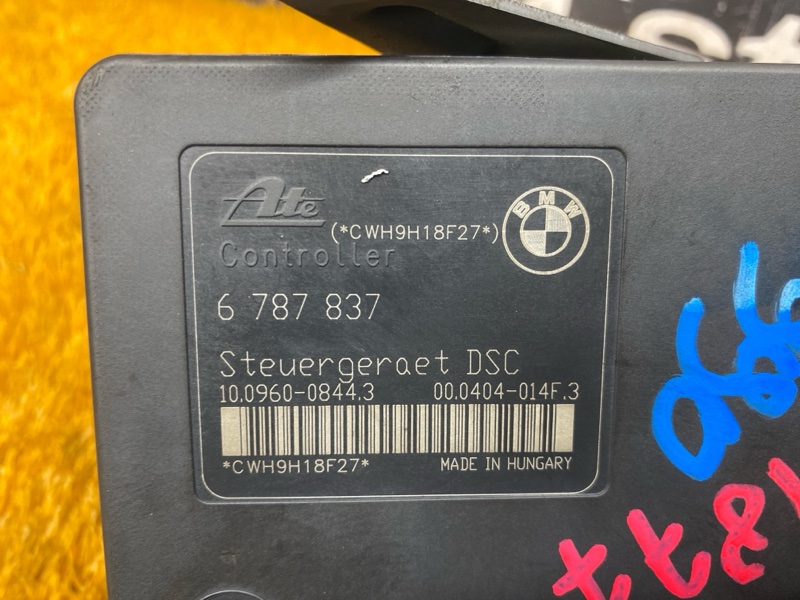 Ate
(*CWH9H18F27*)
BMW
Controller
6 787 837
Steuergeraet DSC
10.0960-0844.3 00.0404-014F.3
*CWH9H18F27*
MADE IN HUNGARY